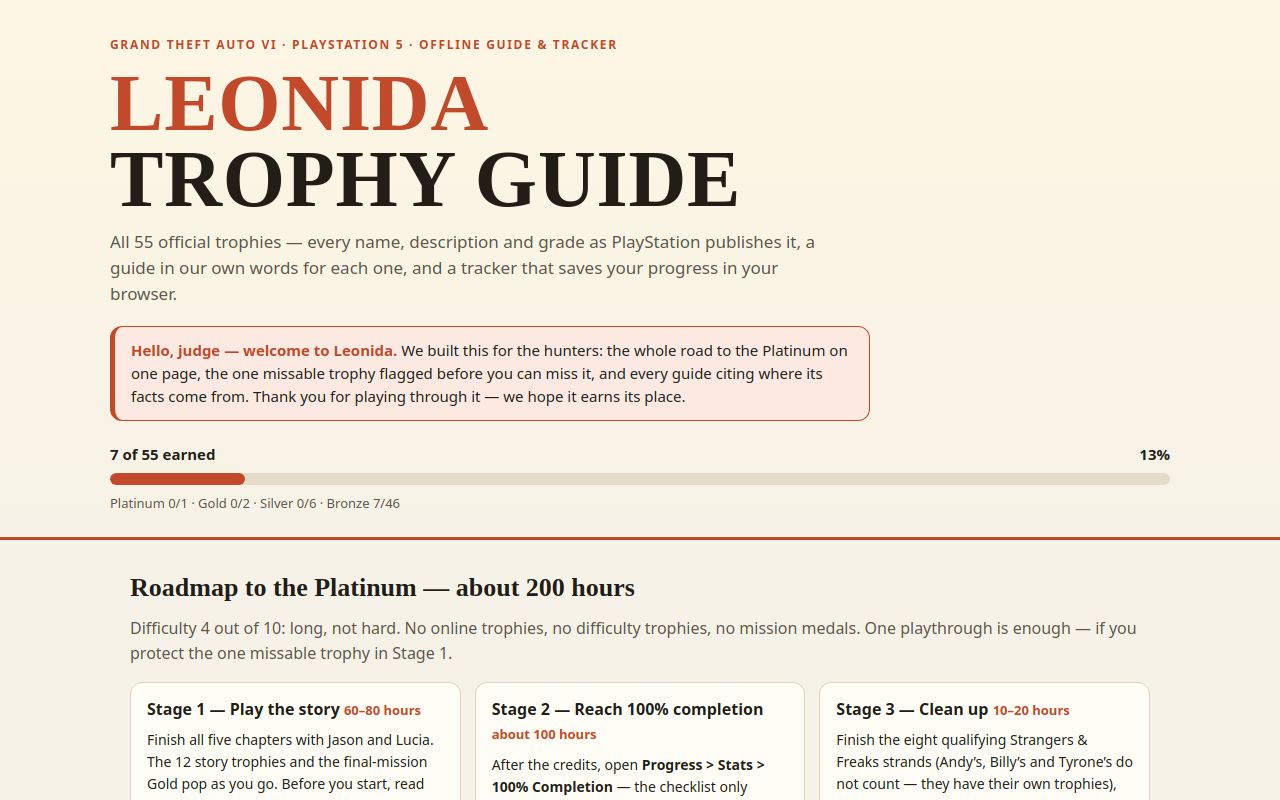 GRAND THEFT AUTO VI · PLAYSTATION 5 · OFFLINE GUIDE & TRACKER
LEONIDA
TROPHY GUIDE
All 55 official trophies — every name, description and grade as PlayStation publishes it, a
guide in our own words for each one, and a tracker that saves your progress in your
browser.
Hello, judge — welcome to Leonida. We built this for the hunters: the whole road to the Platinum on
one page, the one missable trophy flagged before you can miss it, and every guide citing where its
facts come from. Thank you for playing through it — we hope it earns its place.
7 of 55 earned 13%
Platinum 0/1 · Gold 0/2 · Silver 0/6 · Bronze 7/46
Roadmap to the Platinum — about 200 hours
Difficulty 4 out of 10: long, not hard. No online trophies, no difficulty trophies, no mission medals. One playthrough is enough — if you
protect the one missable trophy in Stage 1.
Stage 1 — Play the story 60–80 hours
Finish all five chapters with Jason and Lucia.
The 12 story trophies and the final-mission
Gold pop as you go. Before you start, read
Stage 2 — Reach 100% completion
about 100 hours
After the credits, open Progress > Stats >
100% Completion — the checklist only
Stage 3 — Clean up 10–20 hours
Finish the eight qualifying Strangers &
Freaks strands (Andy’s, Billy’s and Tyrone’s do
not count — they have their own trophies),